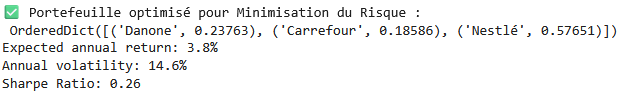 ✅ Portefeuille optimisé pour Minimisation du Risque :
OrderedDict([('Danone', 0.23763), ('Carrefour', 0.18586), ('Nestlé', 0.57651)])
Expected annual return: 3.8%
Annual volatility: 14.6%
Sharpe Ratio: 0.26